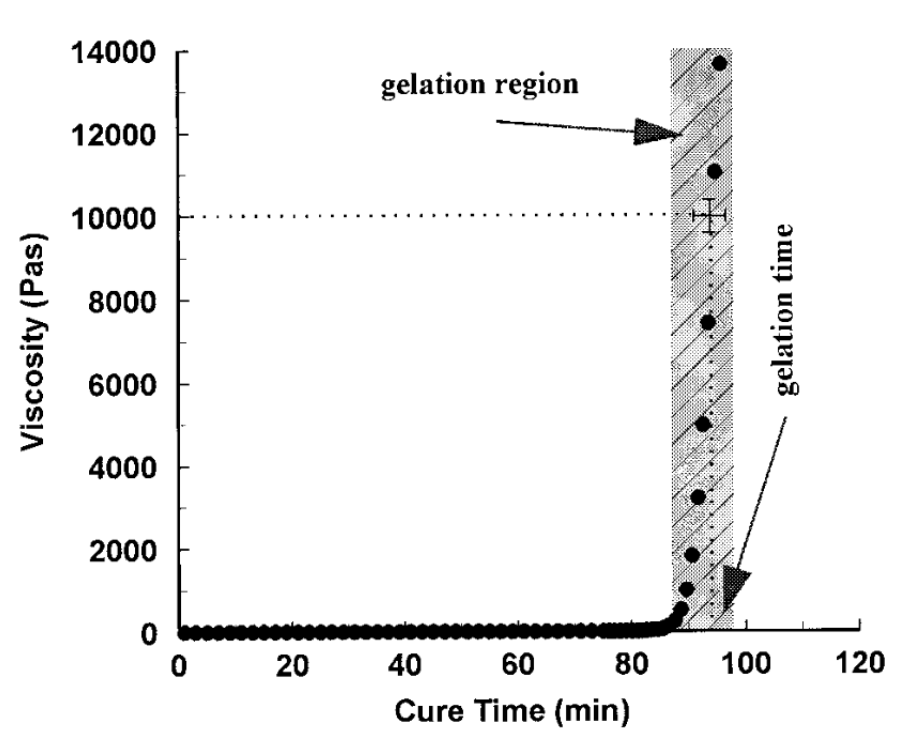 14000
gelation region
12000
10000
8000
6000
4000
2000
0
Viscosity (Pas)
gelation time
0 20 40 60 80 100 120
Cure Time (min)